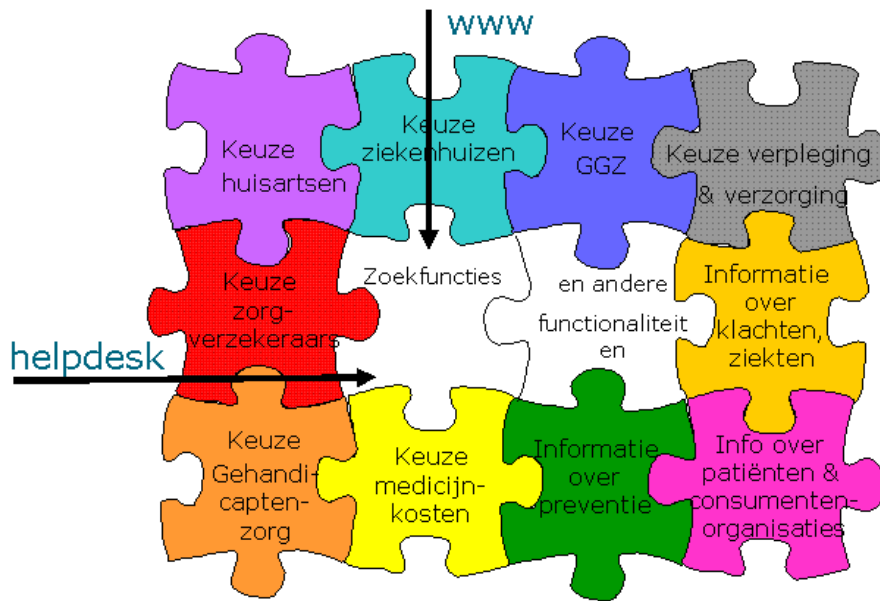 www
Keuze
huisartsen
Keuze
ziekenhuizen
Keuze
GGZ
Keuze verpleging
& verzorging
Keuze
zorg-
verzekeraars
Zoekfuncties
en andere
functionaliteit
en
Informatie
over
klachten,
ziekten
helpdesk
Keuze
Gehandi-
capten-
zorg
Keuze
medicijn-
kosten
Informatie
over
preventie
Info over
patiënten &
consumenten-
organisaties